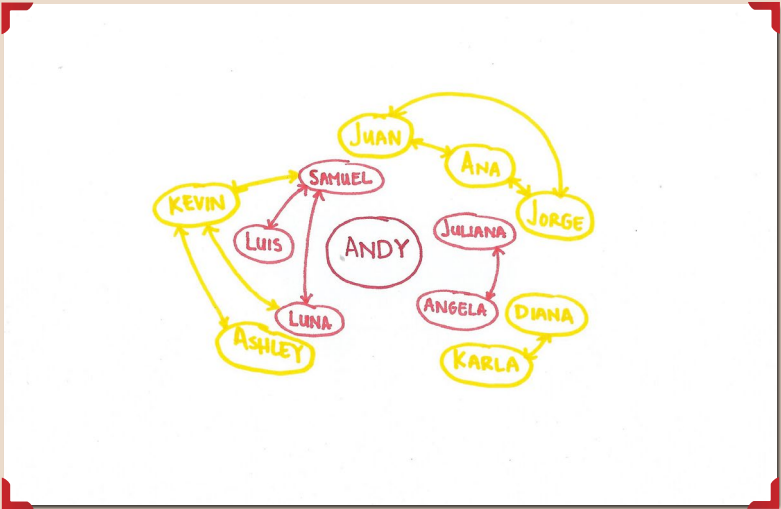 JUAN
ANA
SAMUEL
KEVIN
JORGE
JULIANA
LUIS
ANDY
ANGELA
DIANA
LUNA
ASHLEY
KARLA